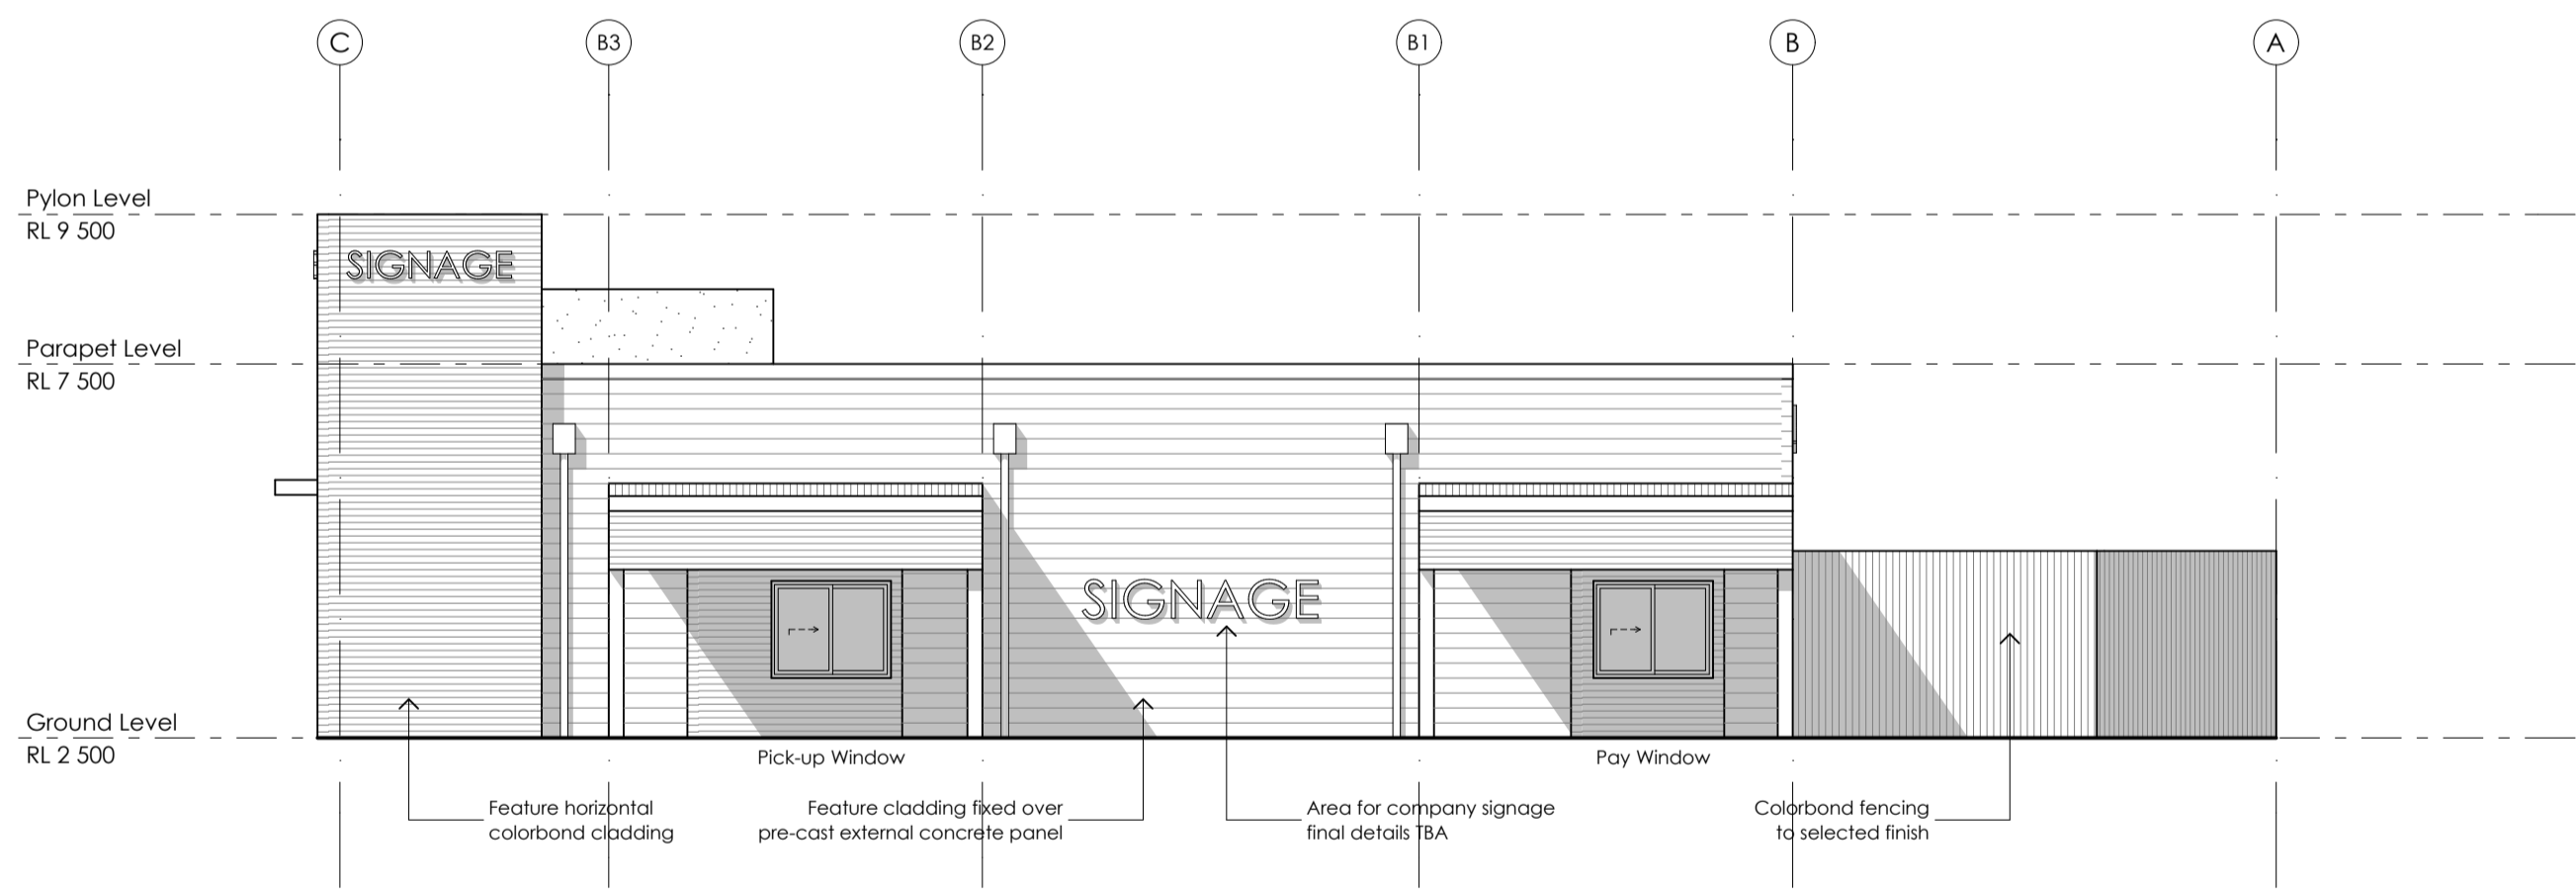 C B3 B2 B1 B A
Pylon Level
RL 9 500
SIGNAGE
Parapet Level
RL 7 500
SIGNAGE
Ground Level
RL 2 500
Pick-up Window
Pay Window
Feature horizontal
colorbond cladding
Feature cladding fixed over
pre-cast external concrete panel
Area for company signage
final details TBA
Colorbond fencing
to selected finish